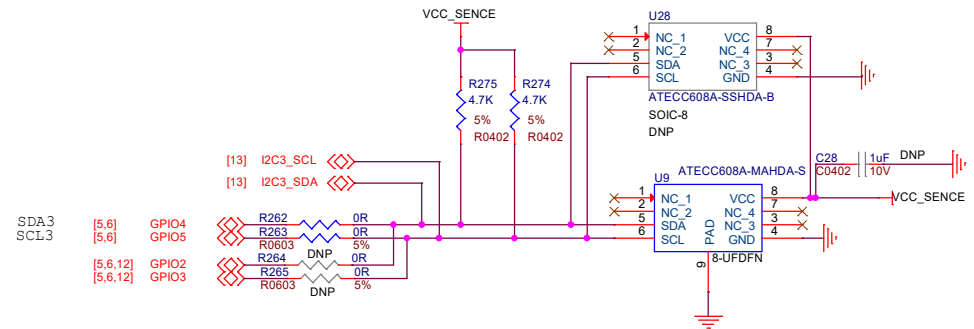 VCC_SENCE
U28
1 NC_1 VCC 8
2 NC_2 NC_4 7
5 SDA NC_3 3
6 SCL GND 4
ATECC608A-SSHDA-B
SOIC-8
DNP
R275
4.7K
5%
R0402
R274
4.7K
5%
R0402
[13] I2C3_SCL
[13] I2C3_SDA
C28 1uF DNP
C0402 10V
ATECC608A-MAHDA-S
U9
1 NC_1 VCC 8
2 NC_2 NC_4 7
5 SDA NC_3 3
6 SCL GND 4
PAD
9
8-UFDFN
VCC_SENCE
SDA3 [5,6] GPIO4 R262 0R
SCL3 [5,6] GPIO5 R263 0R
R0603 5%
DNP
[5,6,12] GPIO2 R264 0R
[5,6,12] GPIO3 R265 0R
R0603 DNP 5%